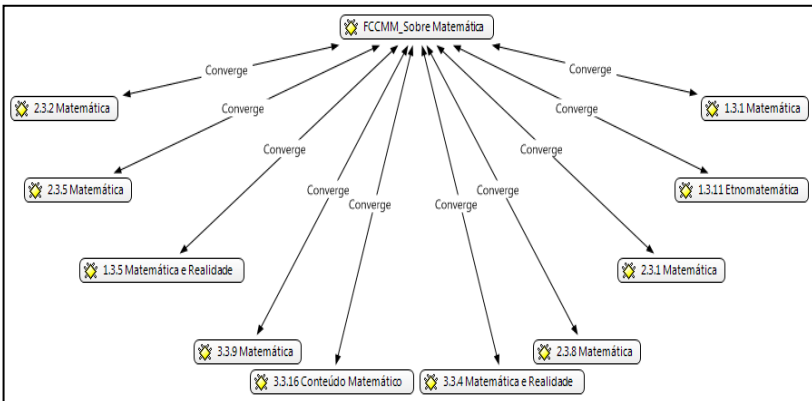 FCCMM_Sobre Matemática
Converge
Converge
2.3.2 Matemática
1.3.1 Matemática
Converge
Converge
Converge
Converge
2.3.5 Matemática
1.3.11 Etnomatemática
Converge
Converge
Converge
Converge
1.3.5 Matemática e Realidade
2.3.1 Matemática
3.3.9 Matemática
2.3.8 Matemática
3.3.16 Conteúdo Matemático
3.3.4 Matemática e Realidade